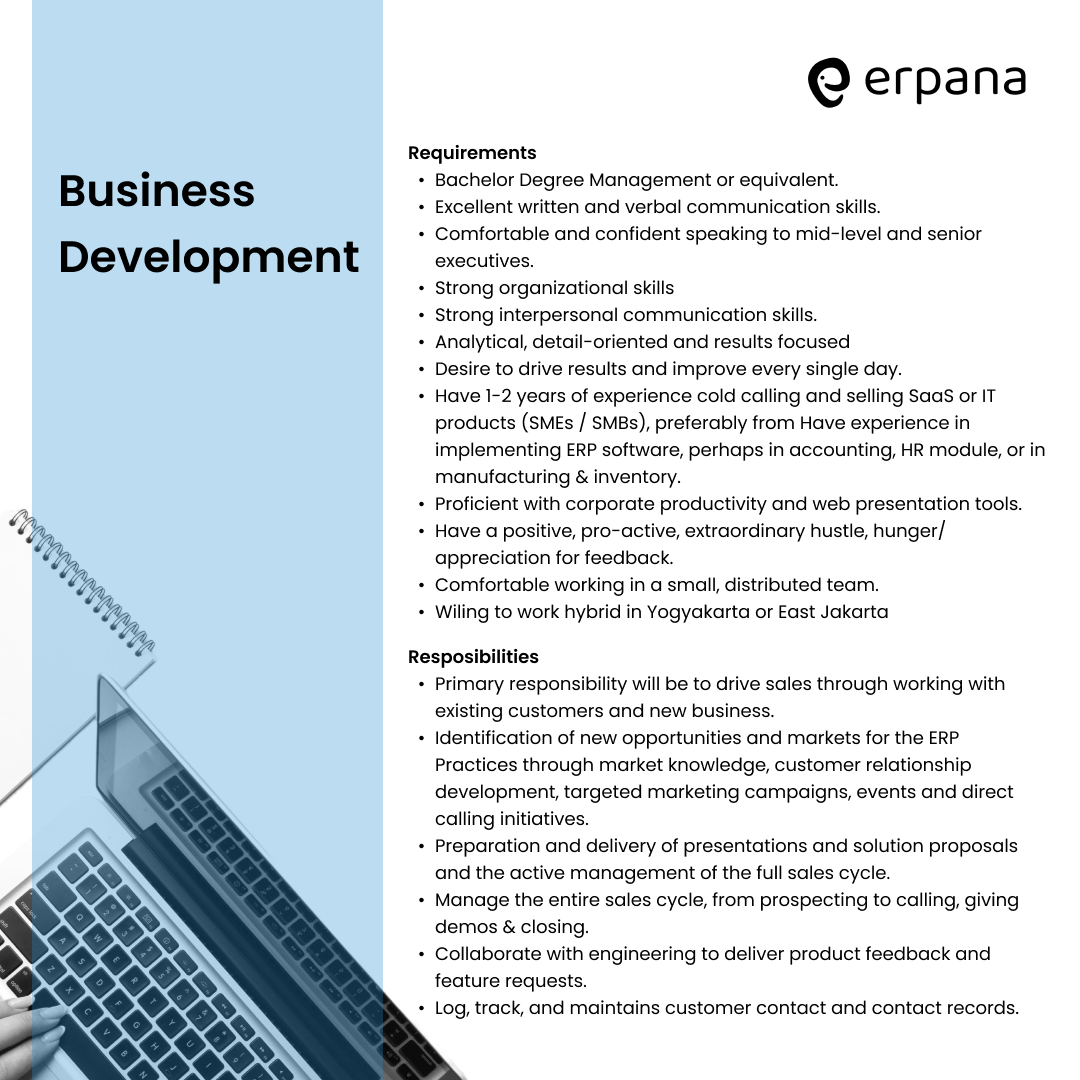 erpana
Business
Development
Requirements
• Bachelor Degree Management or equivalent.
• Excellent written and verbal communication skills.
• Comfortable and confident speaking to mid-level and senior
executives.
• Strong organizational skills
• Strong interpersonal communication skills.
• Analytical, detail-oriented and results focused
• Desire to drive results and improve every single day.
• Have 1-2 years of experience cold calling and selling SaaS or IT
products (SMEs / SMBs), preferably from Have experience in
implementing ERP software, perhaps in accounting, HR module, or in
manufacturing & inventory.
• Proficient with corporate productivity and web presentation tools.
• Have a positive, pro-active, extraordinary hustle, hunger/
appreciation for feedback.
• Comfortable working in a small, distributed team.
• Wiling to work hybrid in Yogyakarta or East Jakarta
Resposibilities
• Primary responsibility will be to drive sales through working with
existing customers and new business.
• Identification of new opportunities and markets for the ERP
Practices through market knowledge, customer relationship
development, targeted marketing campaigns, events and direct
calling initiatives.
• Preparation and delivery of presentations and solution proposals
and the active management of the full sales cycle.
• Manage the entire sales cycle, from prospecting to calling, giving
demos & closing.
• Collaborate with engineering to deliver product feedback and
feature requests.
• Log, track, and maintains customer contact and contact records.